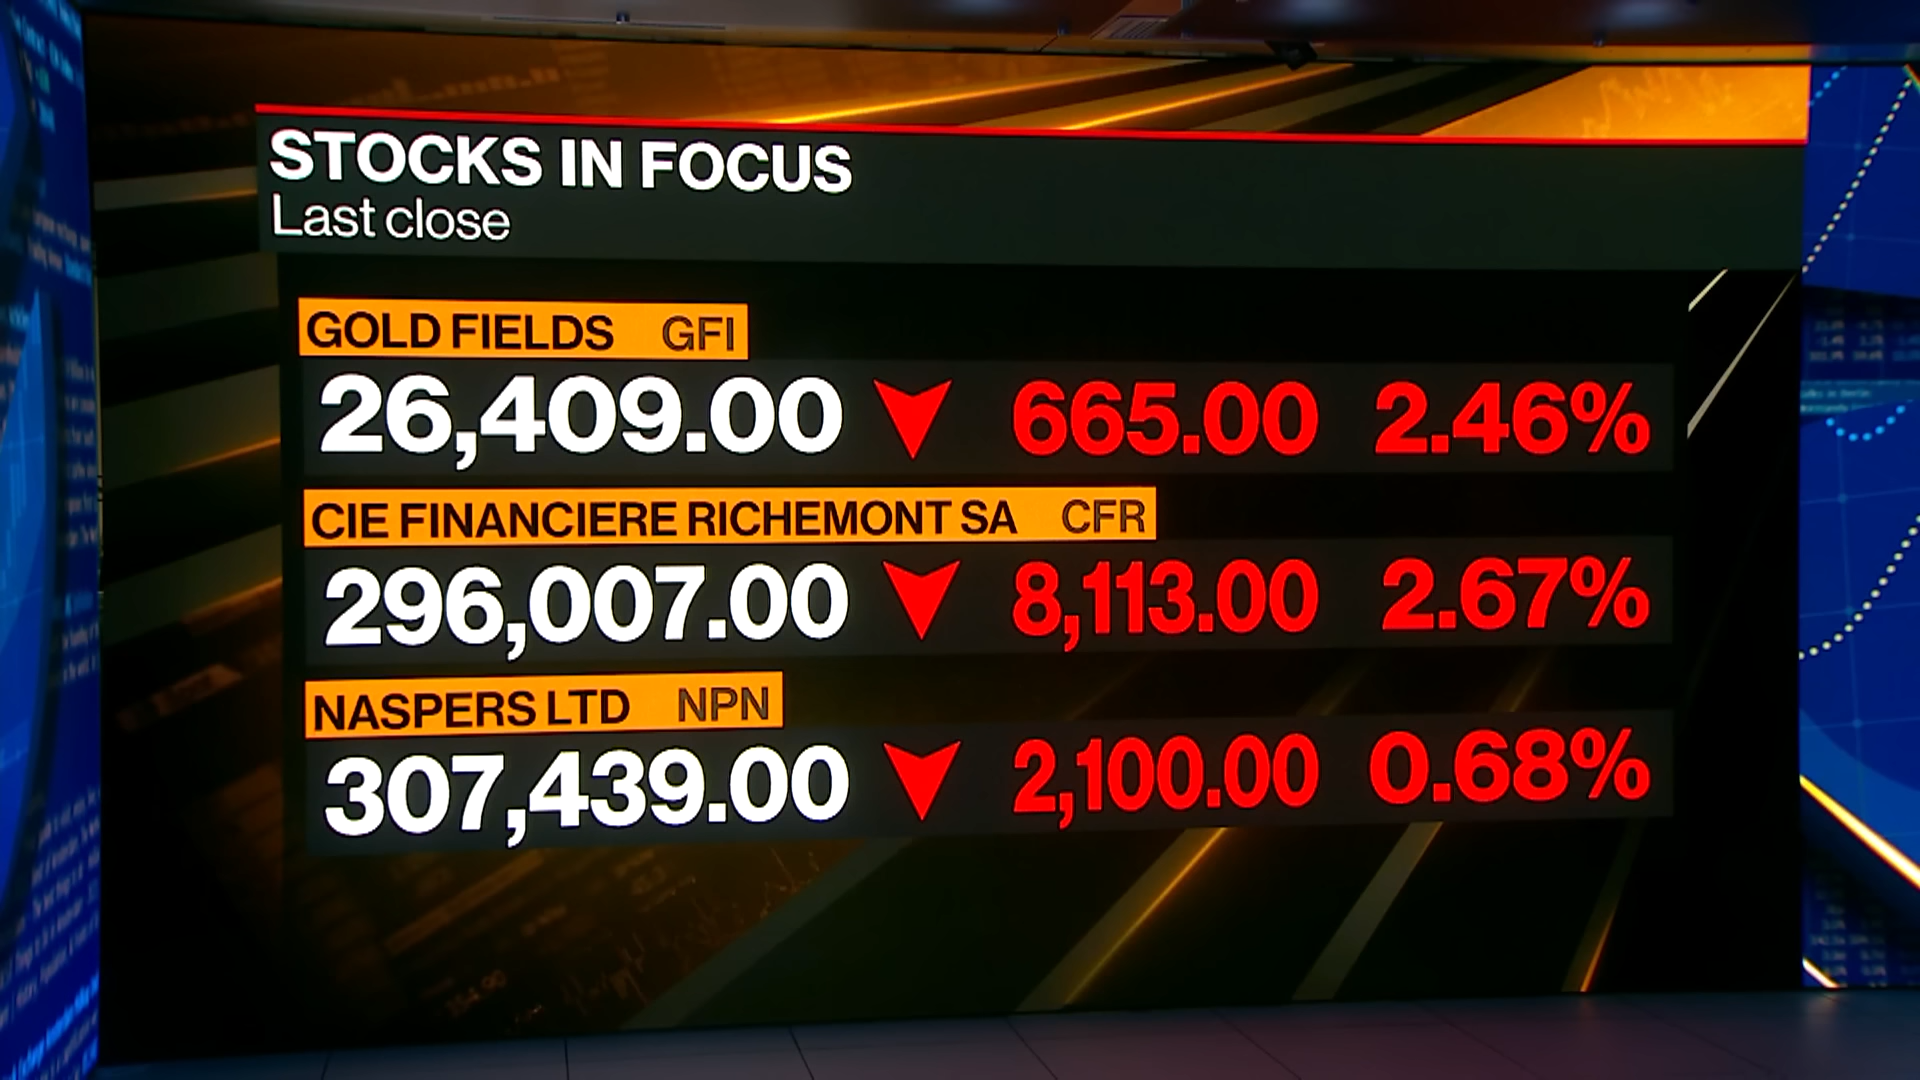 STOCKS IN FOCUS
Last close
GOLD FIELDS GFI
26,409.00 ▼ 665.00 2.46%
CIE FINANCIERE RICHEMONT SA CFR
296,007.00 ▼ 8,113.00 2.67%
NASPERS LTD NPN
307,439.00 ▼ 2,100.00 0.68%